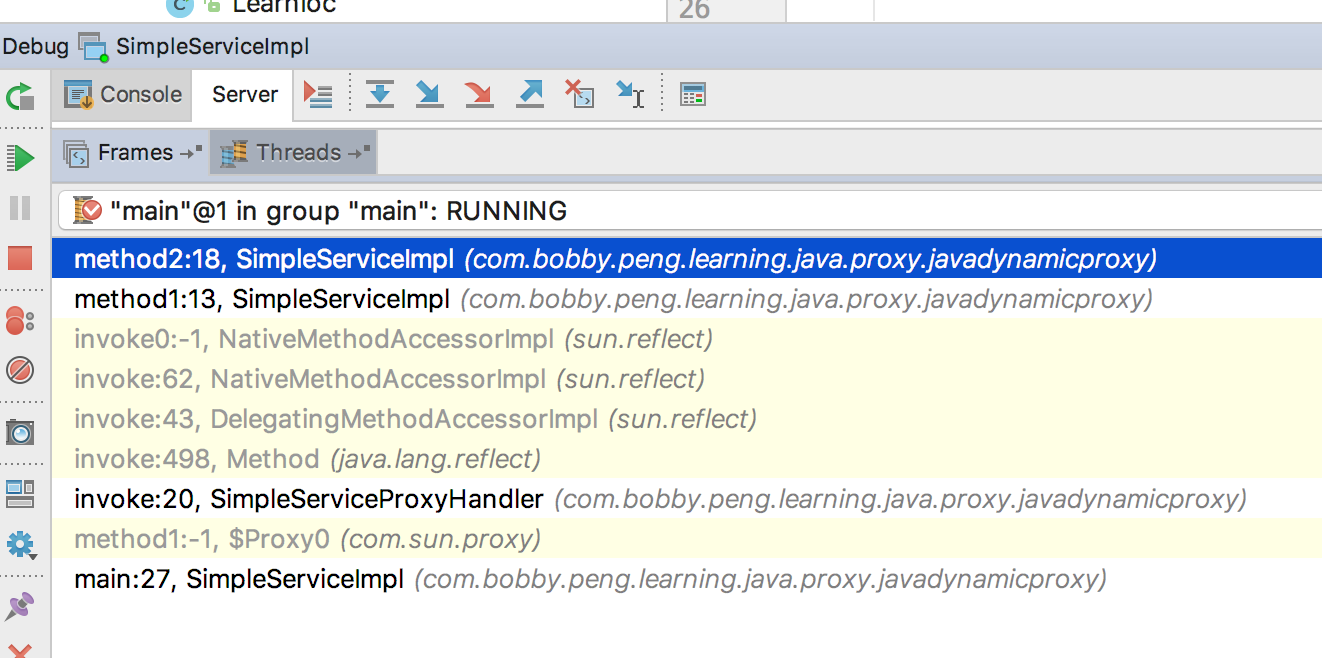 C LearnIoc
26
Debug SimpleServiceImpl
Console Server
Frames Threads
"main"@1 in group "main": RUNNING
method2:18, SimpleServiceImpl (com.bobby.peng.learning.java.proxy.javadynamicproxy)
method1:13, SimpleServiceImpl (com.bobby.peng.learning.java.proxy.javadynamicproxy)
invoke0:-1, NativeMethodAccessorImpl (sun.reflect)
invoke:62, NativeMethodAccessorImpl (sun.reflect)
invoke:43, DelegatingMethodAccessorImpl (sun.reflect)
invoke:498, Method (java.lang.reflect)
invoke:20, SimpleServiceProxyHandler (com.bobby.peng.learning.java.proxy.javadynamicproxy)
method1:-1, $Proxy0 (com.sun.proxy)
main:27, SimpleServiceImpl (com.bobby.peng.learning.java.proxy.javadynamicproxy)